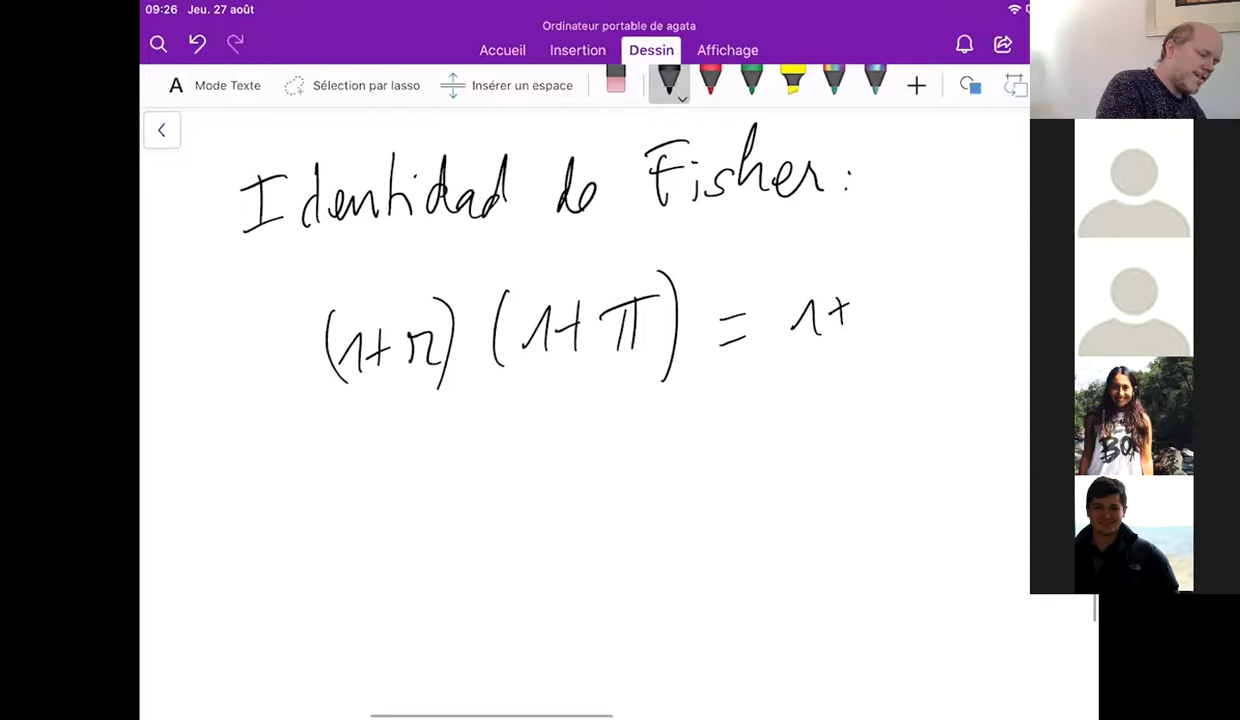 09:26 Jeu. 27 août
Ordinateur portable de agata
Accueil Insertion Dessin Affichage
A Mode Texte Sélection par lasso Insérer un espace
Identidad de Fisher:
(1+r) (1+π) = 1+
BO